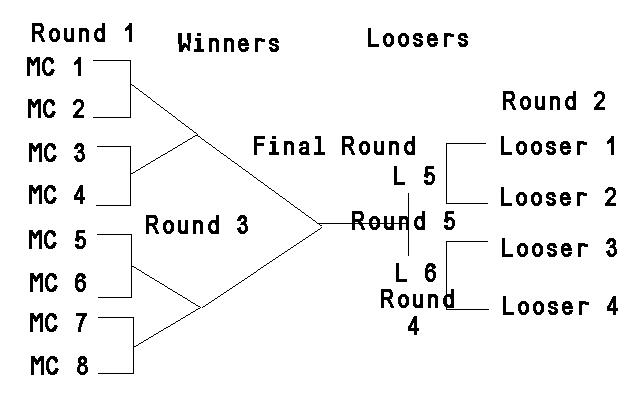 Round 1
Winners
Loosers
MC 1
MC 2
MC 3
MC 4
MC 5
MC 6
MC 7
MC 8
Round 3
Final Round
L 5
Round 5
L 6
Round
4
Round 2
Looser 1
Looser 2
Looser 3
Looser 4